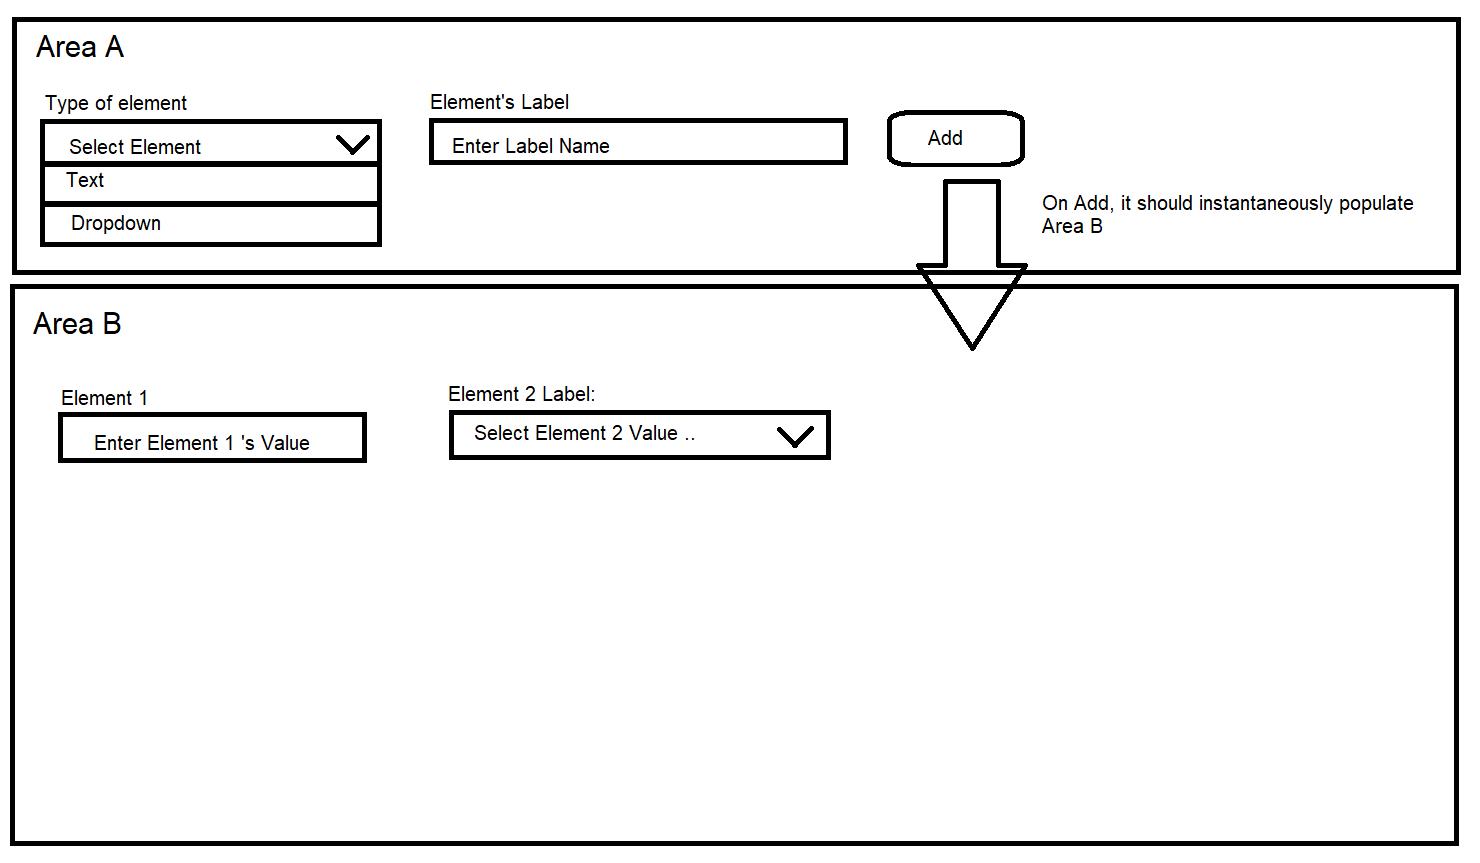 Area A
Type of element
Element's Label
Select Element
Enter Label Name
Add
Text
Dropdown
On Add, it should instantaneously populate
Area B
Area B
Element 1
Element 2 Label:
Enter Element 1 's Value
Select Element 2 Value ..